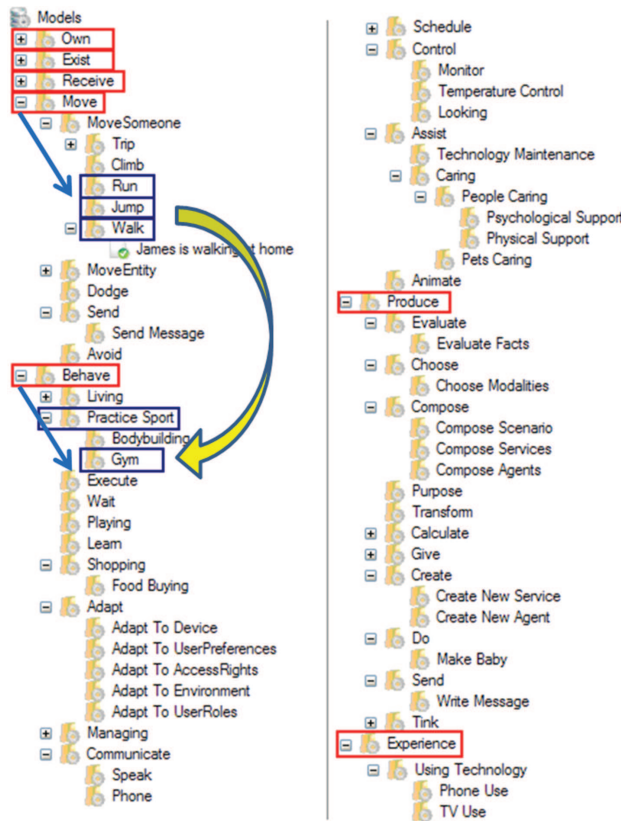 Models
Own
Exist
Receive
Move
MoveSomeone
Trip
Climb
Run
Jump
Walk
James is walking at home
MoveEntity
Dodge
Send
Send Message
Avoid
Behave
Living
Practice Sport
Bodybuilding
Gym
Execute
Wait
Playing
Learn
Shopping
Food Buying
Adapt
Adapt To Device
Adapt To UserPreferences
Adapt To AccessRights
Adapt To Environment
Adapt To UserRoles
Managing
Communicate
Speak
Phone
Schedule
Control
Monitor
Temperature Control
Looking
Assist
Technology Maintenance
Caring
People Caring
Psychological Support
Physical Support
Pets Caring
Animate
Produce
Evaluate
Evaluate Facts
Choose
Choose Modalities
Compose
Compose Scenario
Compose Services
Compose Agents
Purpose
Transform
Calculate
Give
Create
Create New Service
Create New Agent
Do
Make Baby
Send
Write Message
Tink
Experience
Using Technology
Phone Use
TV Use